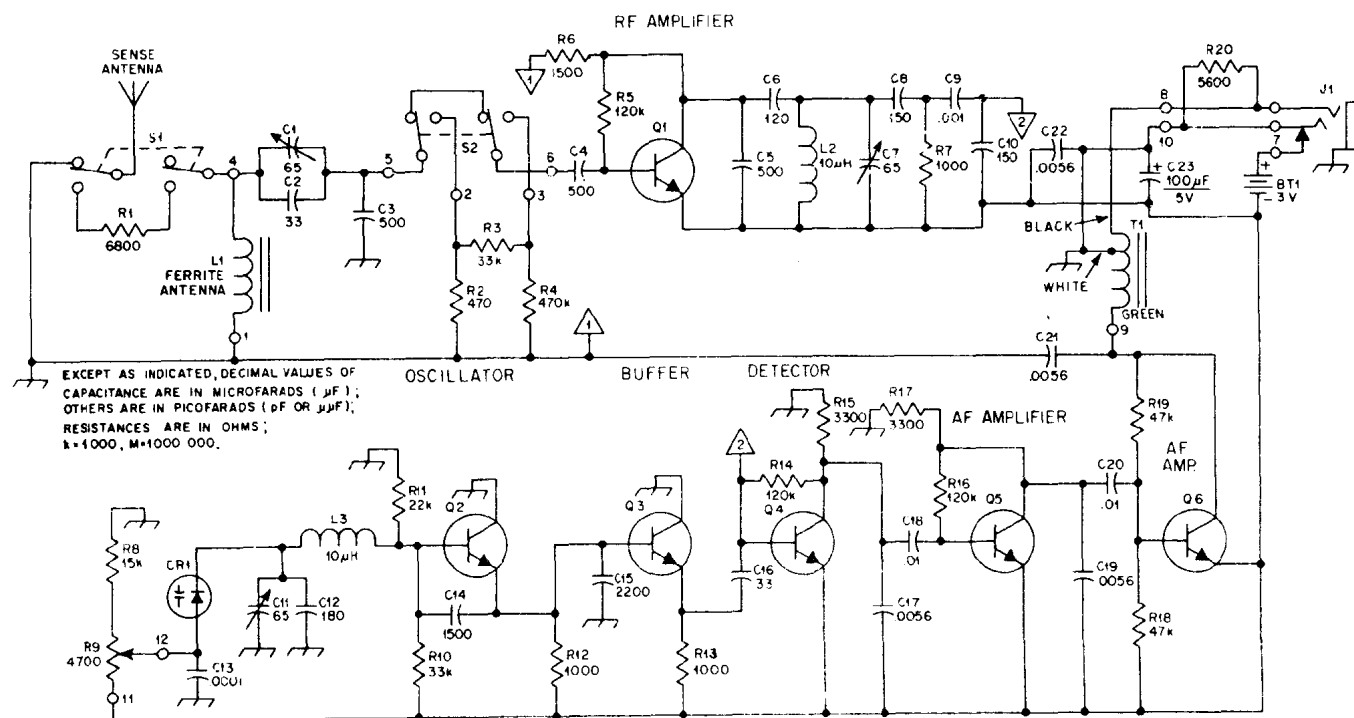 RF AMPLIFIER
SENSE
ANTENNA
S1
4
C1
65
C2
33
5
C3
500
R1
6800
L1
FERRITE
ANTENNA
1
S2
2
3
6
R3
33k
R2
470
R4
470k
C4
500
R6
1500
1
R5
120k
Q1
C5
500
C6
120
L2
10μH
C7
65
C8
150
R7
1000
C9
.001
C10
150
2
C22
.0056
R20
5600
8
10
7
J1
+
C23
100μF
5V
+
BT1
- 3V
BLACK
T1
WHITE
GREEN
9
C21
.0056
1
EXCEPT AS INDICATED, DECIMAL VALUES OF
CAPACITANCE ARE IN MICROFARADS (μF);
OTHERS ARE IN PICOFARADS (pF OR μμF);
RESISTANCES ARE IN OHMS;
k=1000, M=1000 000.
OSCILLATOR
BUFFER
DETECTOR
AF AMPLIFIER
AF
AMP.
R8
15k
R9
4700
11
12
CR1
C13
C11
65
C12
180
L3
10μH
R11
22k
Q2
C14
1500
R10
33k
R12
1000
C15
2200
Q3
R13
1000
2
C16
33
R14
120k
Q4
R15
3300
R17
3300
C17
.0056
C18
.01
R16
120k
Q5
C19
.0056
C20
.01
R19
47k
R18
47k
Q6